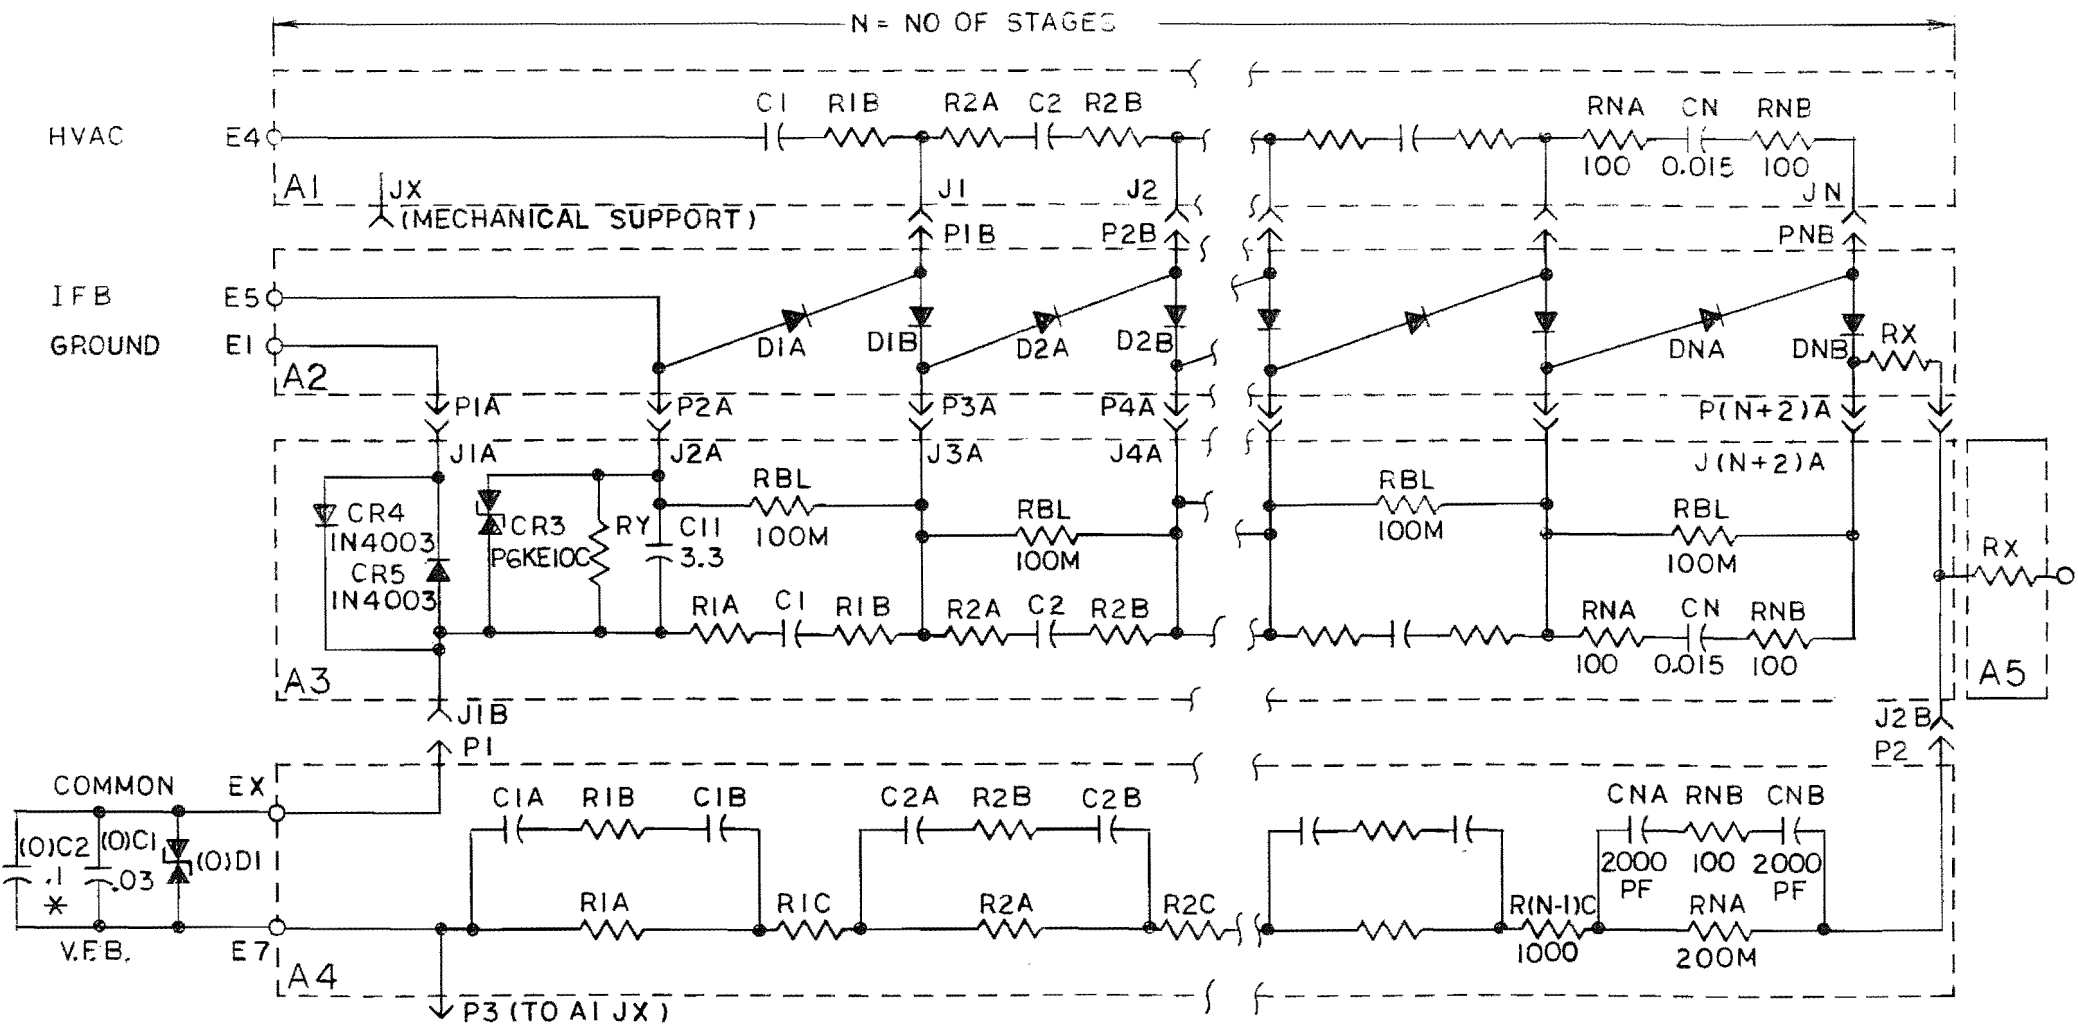 N = NO OF STAGES
C1 R1B R2A C2 R2B RNA CN RNB
HVAC E4
100 0.015 100
A1 JX J1 J2 JN
(MECHANICAL SUPPORT)
P1B P2B PNB
IFB E5
GROUND E1
D1A D1B D2A D2B DNA DNB RX
A2
P1A P2A P3A P4A P(N+2)A
J1A J2A J3A J4A J(N+2)A
RBL RBL RBL RBL
CR4 CR3 RY C11
1N4003 P6KE10C 3.3 100M 100M 100M 100M
CR5
1N4003
RX
R1A C1 R1B R2A C2 R2B RNA CN RNB
100 0.015 100
A3 A5
J1B J2B
P1 P2
COMMON EX
C1A R1B C1B C2A R2B C2B CNA RNB CNB
(0)C2 (0)C1 (0)D1
.1 .03
*
2000 100 2000
PF PF
R1A R1C R2A R2C R(N-1)C RNA
1000 200M
V.F.B. E7
A4
P3 (TO A1 JX)